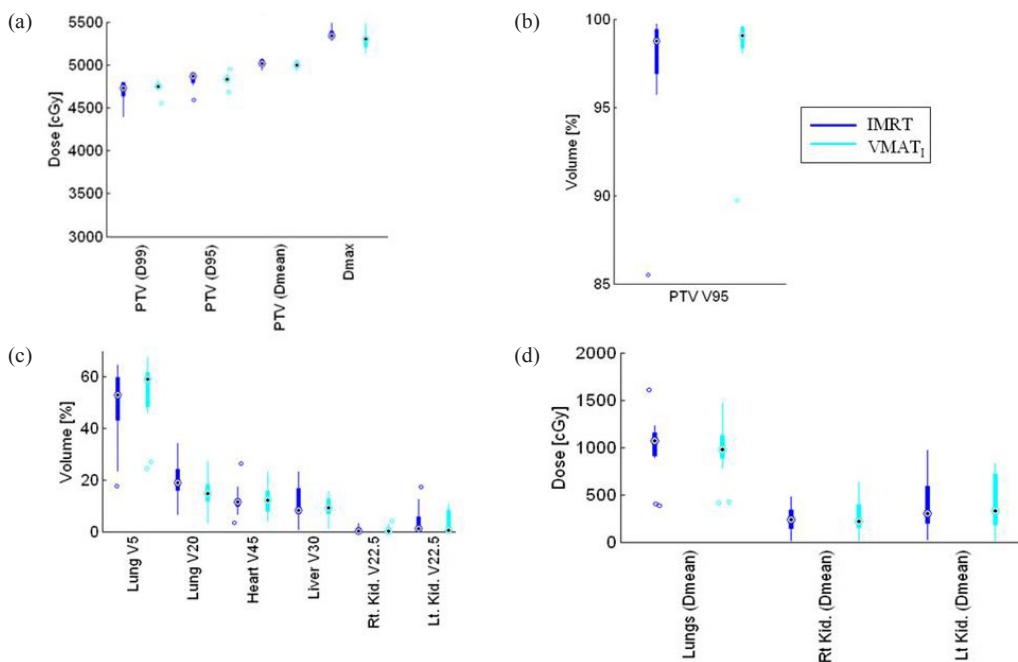 (a)
Dose [cGy]
5500
5000
4500
4000
3500
3000
PTV (D99)
PTV (D95)
PTV (Dmean)
Dmax
(b)
Volume [%]
100
95
90
85
PTV V95
IMRT
VMATI
(c)
Volume [%]
60
40
20
0
Lung V5
Lung V20
Heart V45
Liver V30
Rt. Kid. V22.5
Lt. Kid. V22.5
(d)
Dose [cGy]
2000
1500
1000
500
0
Lungs (Dmean)
Rt Kid. (Dmean)
Lt Kid. (Dmean)